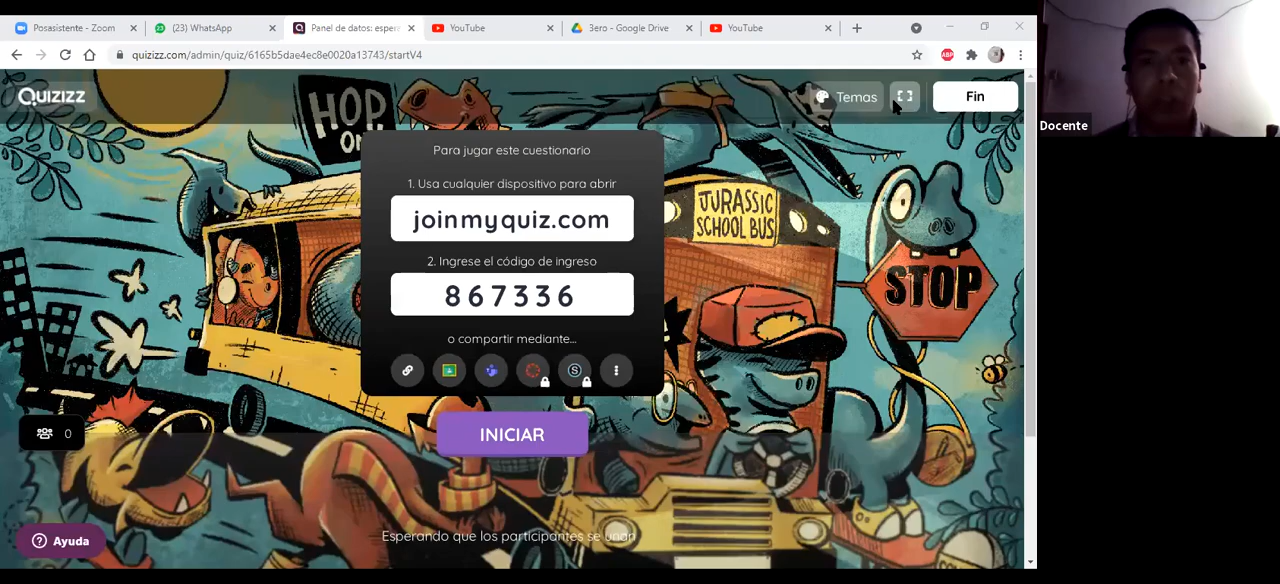 Posasistente - Zoom
(23) WhatsApp
Panel de datos: espera
YouTube
3ero - Google Drive
YouTube
quizizz.com/admin/quiz/6165b5dae4ec8e0020a13743/startV4
ABP
Quizizz
HOP
ON
Temas
Fin
Docente
Para jugar este cuestionario
1. Usa cualquier dispositivo para abrir
joinmyquiz.com
2. Ingrese el código de ingreso
867336
o compartir mediante...
JURASSIC
SCHOOL BUS
STOP
0
INICIAR
Esperando que los participantes se unan
Ayuda